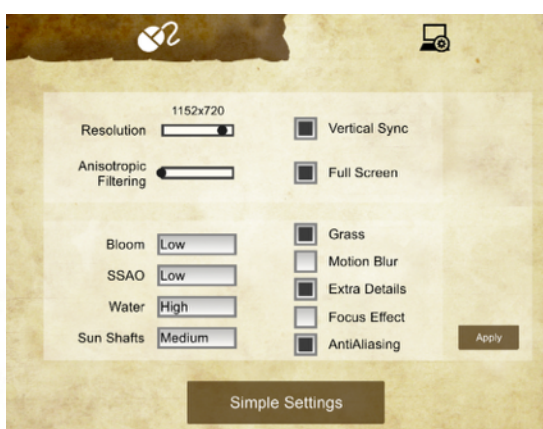 1152x720
Resolution
Vertical Sync
Anisotropic
Filtering
Full Screen
Bloom Low
Grass
SSAO Low
Motion Blur
Water High
Extra Details
Sun Shafts Medium
Focus Effect
AntiAliasing
Apply
Simple Settings